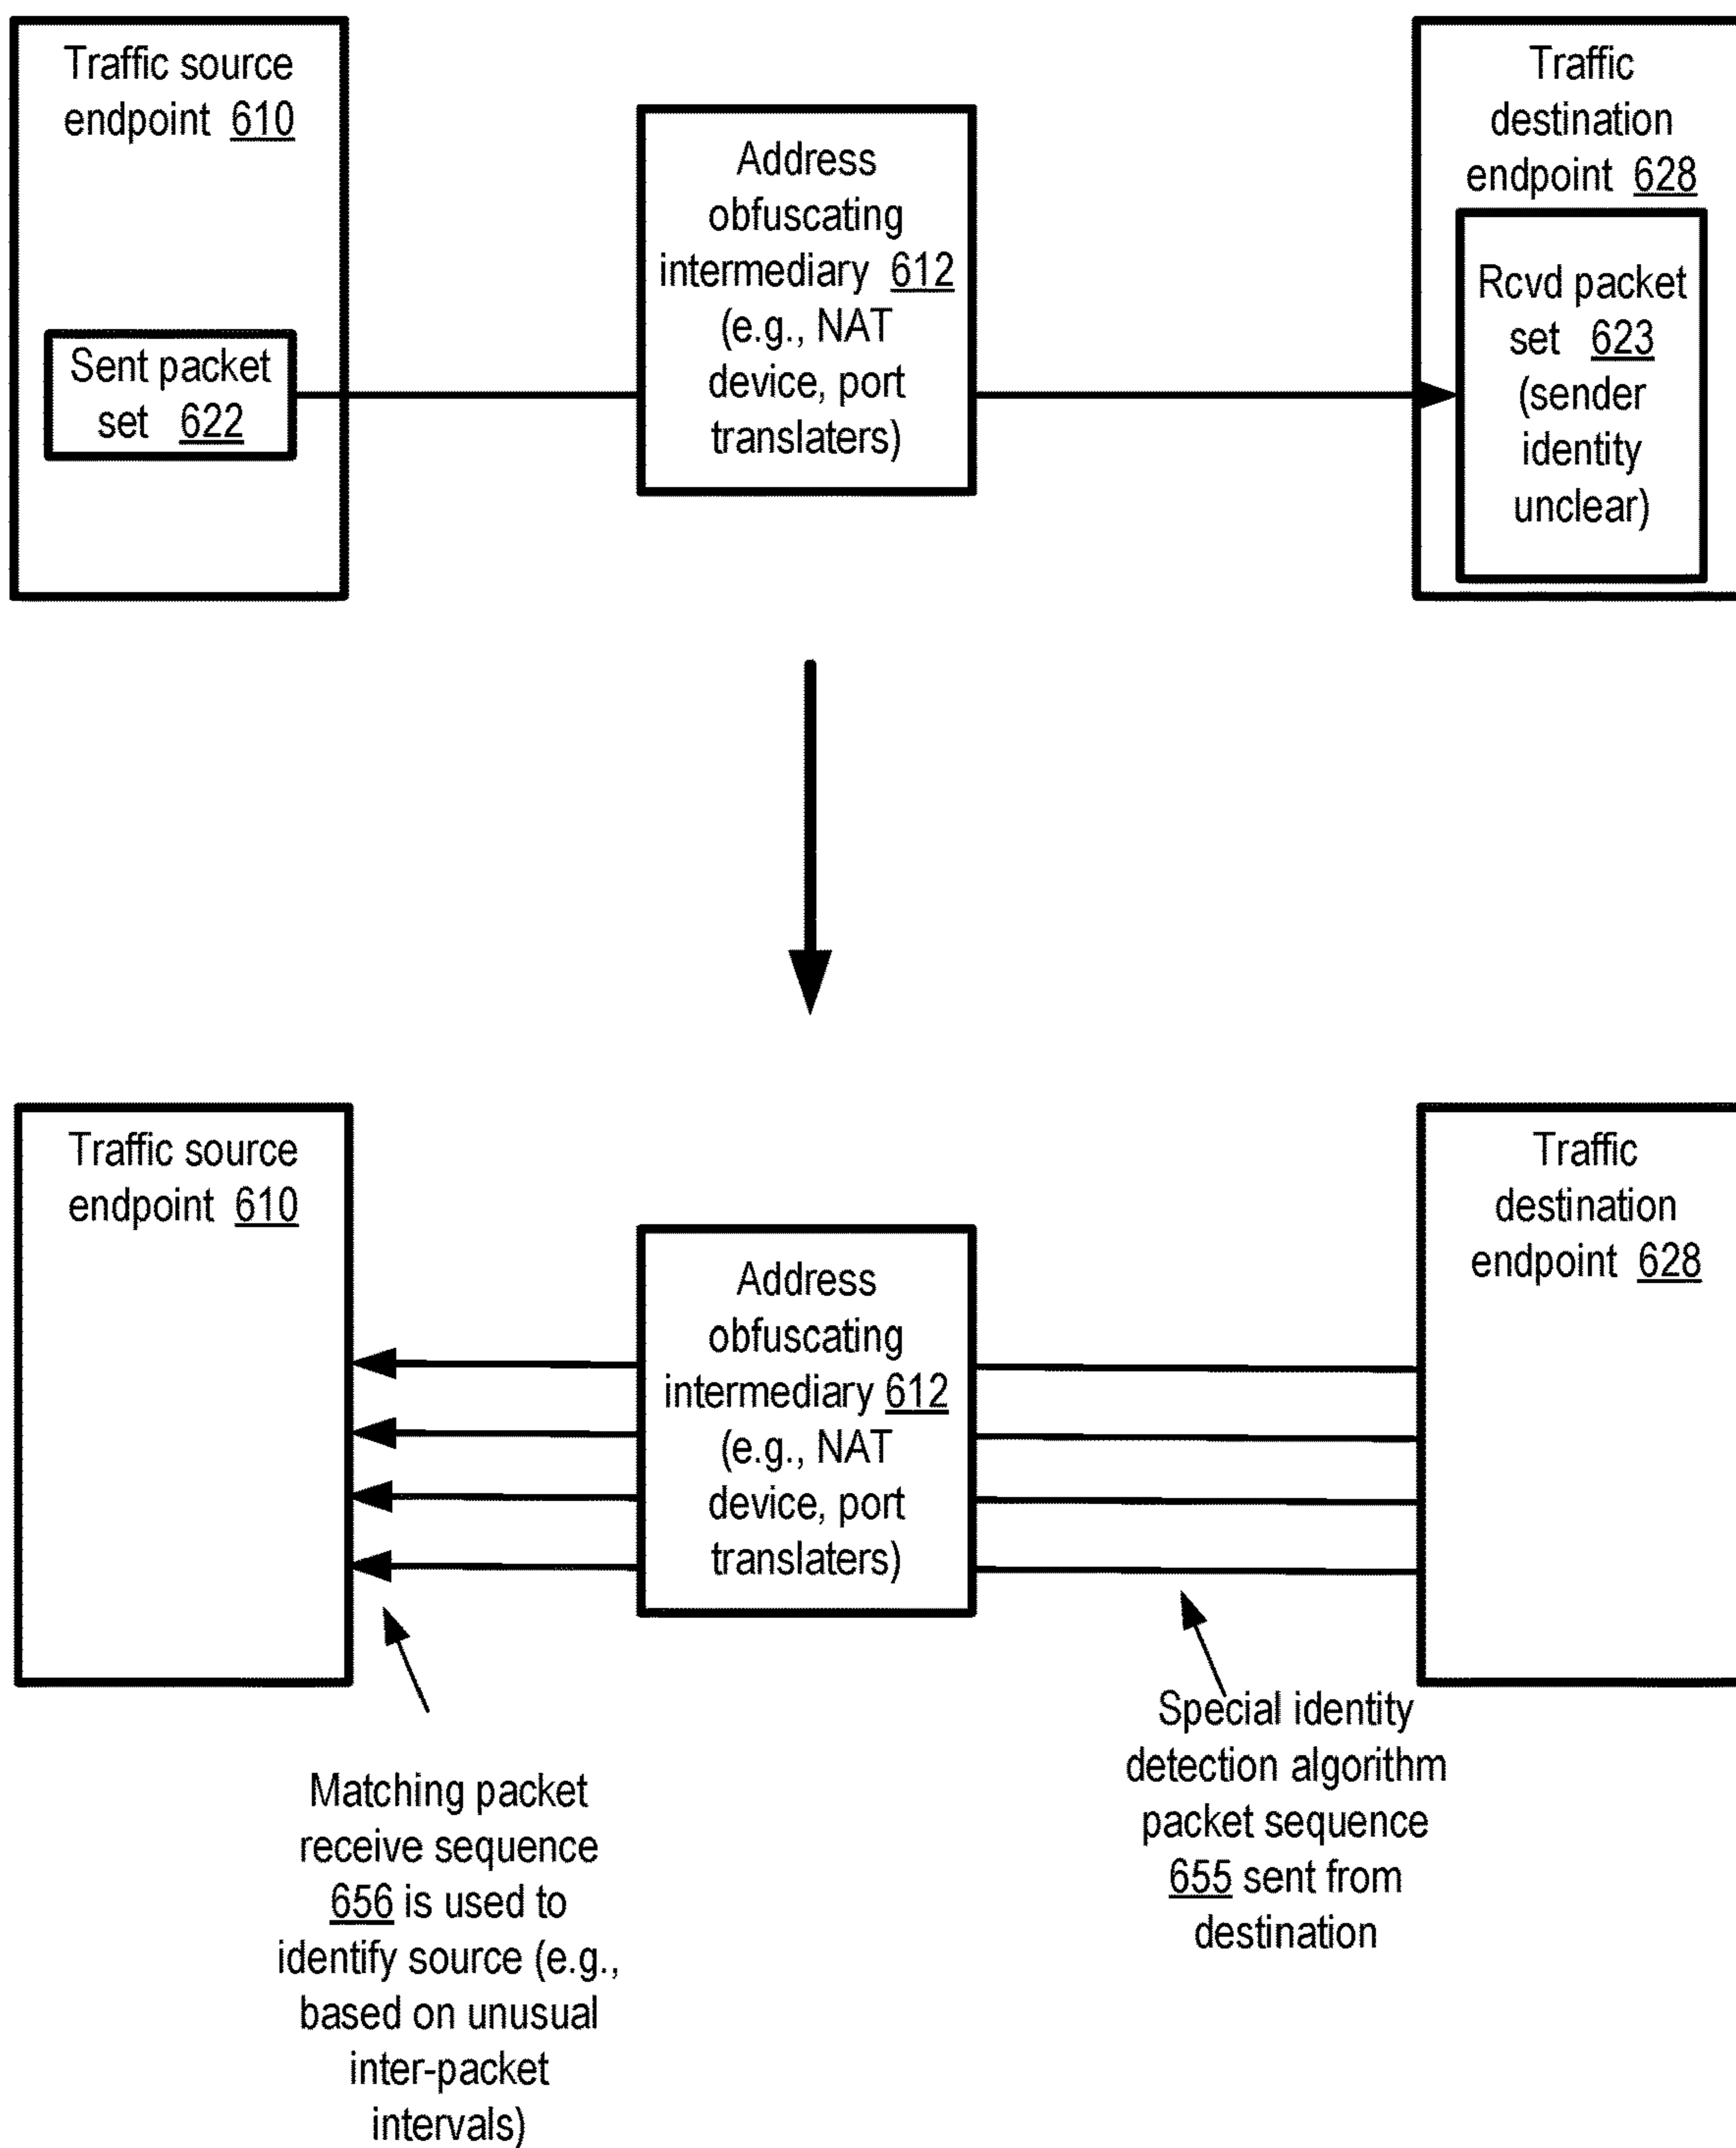 Traffic source
endpoint 610
Sent packet
set 622
Address
obfuscating
intermediary 612
(e.g., NAT
device, port
translaters)
Traffic
destination
endpoint 628
Rcvd packet
set 623
(sender
identity
unclear)
Traffic source
endpoint 610
Address
obfuscating
intermediary 612
(e.g., NAT
device, port
translaters)
Traffic
destination
endpoint 628
Matching packet
receive sequence
656 is used to
identify source (e.g.,
based on unusual
inter-packet
intervals)
Special identity
detection algorithm
packet sequence
655 sent from
destination